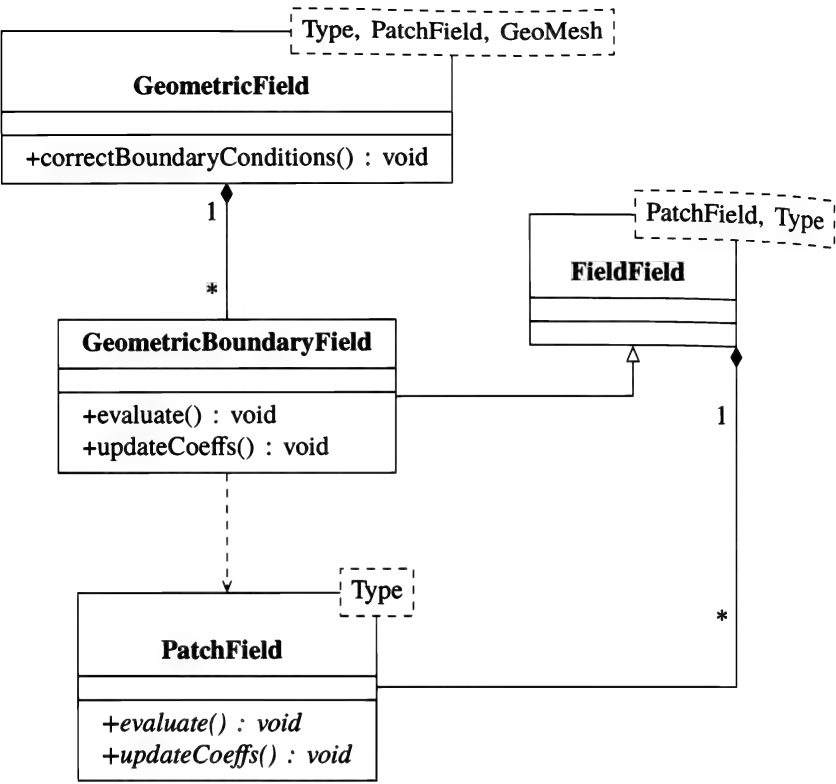 Type, PatchField, GeoMesh
GeometricField
+correctBoundaryConditions() : void
1
*
PatchField, Type
FieldField
GeometricBoundaryField
+evaluate() : void
+updateCoeffs() : void
1
*
Type
PatchField
+evaluate() : void
+updateCoeffs() : void